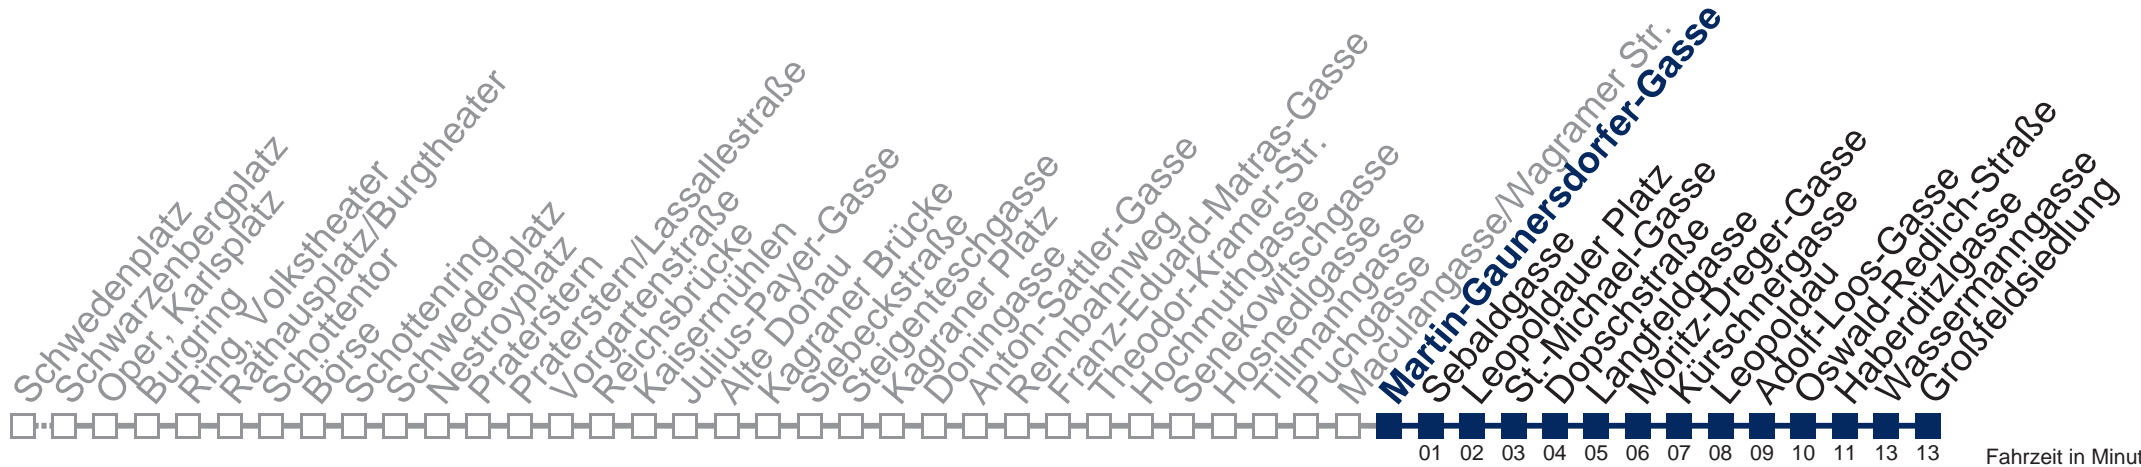 Schwedenplatz
Schwarzenbergplatz
Oper, Karlsplatz
Burgring
Ring, Volkstheater
Rathausplatz/Burgtheater
Schottentor
Börse
Schottenring
Schwedenplatz
Nestroyplatz
Praterstern
Praterstern/Lassallestraße
Vorgartenstraße
Reichsbrücke
Kaisermühlen
Julius-Payer-Gasse
Alte Donau
Kagraner Brücke
Siebeckstraße
Steigenteschgasse
Kagraner Platz
Doningasse
Anton-Sattler-Gasse
Rennbahnweg
Franz-Eduard-Matras-Gasse
Theodor-Kramer-Str.
Hochmuthgasse
Senekowitschgasse
Hosnedlgasse
Tillmanngasse
Puchgasse
Maculangasse/Wagramer Str.
Martin-Gaunersdorfer-Gasse
Sebaldgasse
Leopoldauer Platz
St.-Michael-Gasse
Dopschstraße
Langfeldgasse
Moritz-Dreger-Gasse
Kürschnergasse
Leopoldau
Adolf-Loos-Gasse
Oswald-Redlich-Straße
Haberditzlgasse
Wassermanngasse
Großfeldsiedlung
01 02 03 04 05 06 07 08 09 10 11 13 13
Fahrzeit in Minut